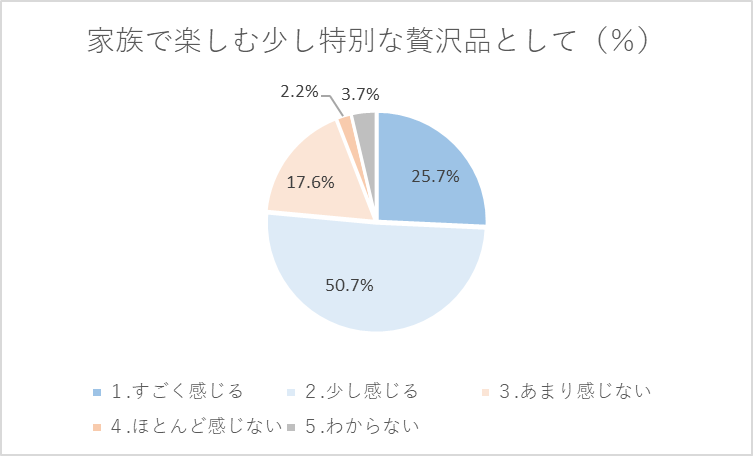 家族で楽しむ少し特別な贅沢品として（％）
2.2%
3.7%
25.7%
17.6%
50.7%
１.すごく感じる
２.少し感じる
３.あまり感じない
４.ほとんど感じない
５.わからない